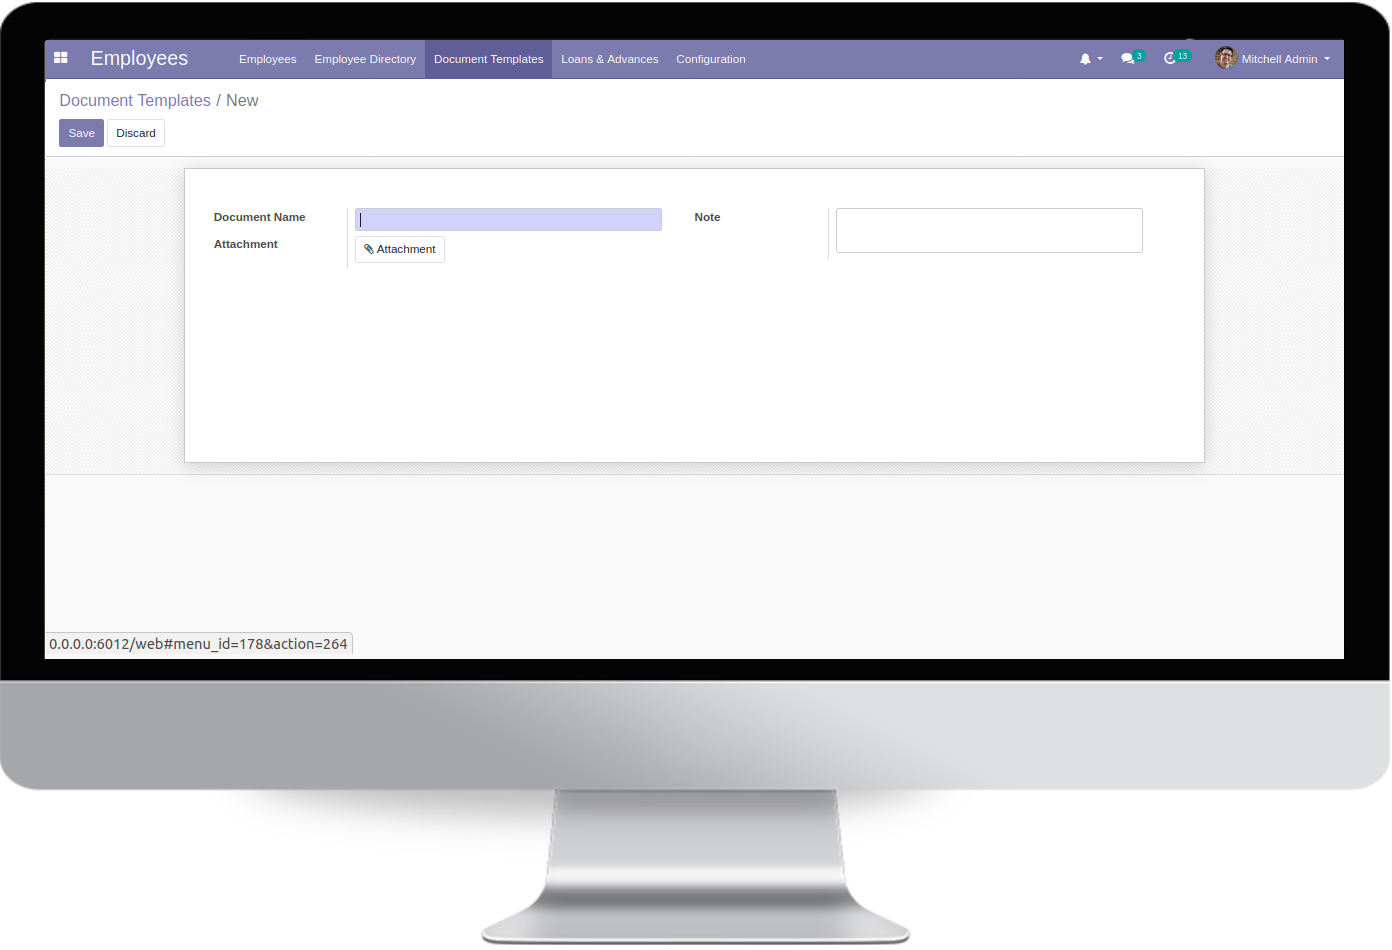 Employees Employees Employee Directory Document Templates Loans & Advances Configuration 3 13 Mitchell Admin
Document Templates / New
Save Discard
Document Name Note
Attachment Attachment
0.0.0.0:6012/web#menu_id=178&action=264